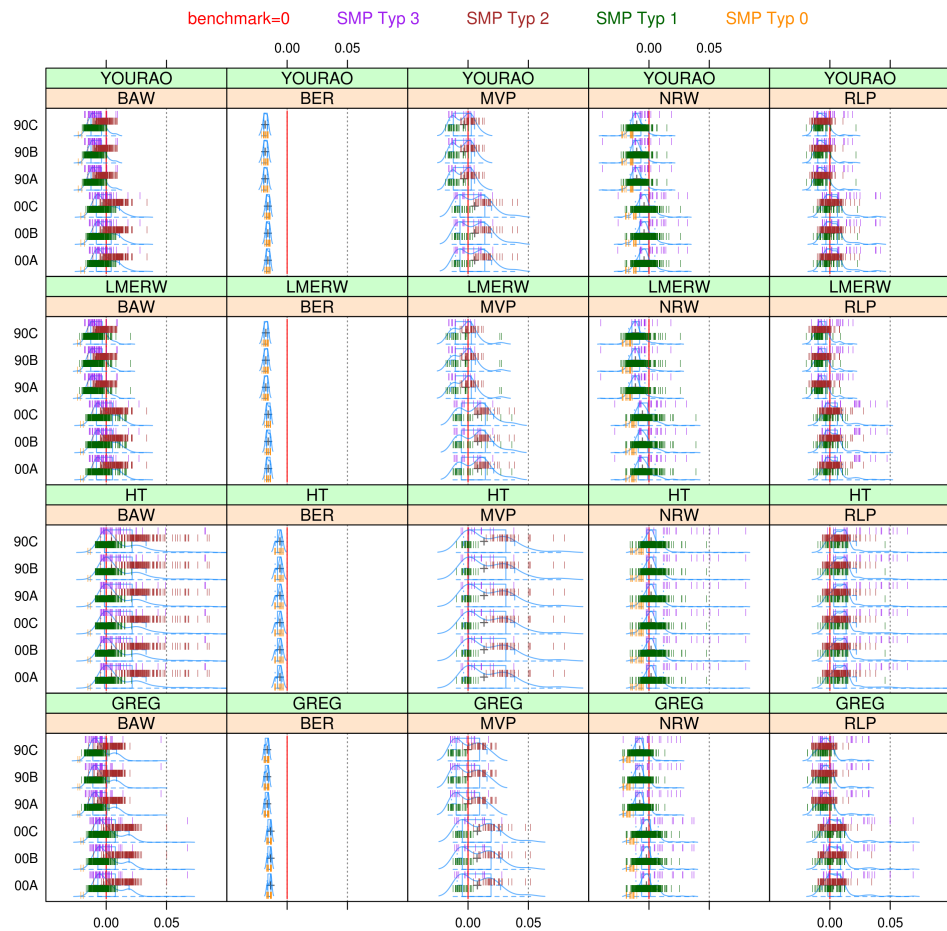 benchmark=0 SMP Typ 3 SMP Typ 2 SMP Typ 1 SMP Typ 0
0.00 0.05 0.00 0.05
YOURAO YOURAO YOURAO YOURAO YOURAO
BAW BER MVP NRW RLP
90C
90B
90A
00C
00B
00A
LMERW LMERW LMERW LMERW LMERW
BAW BER MVP NRW RLP
90C
90B
90A
00C
00B
00A
HT HT HT HT HT
BAW BER MVP NRW RLP
90C
90B
90A
00C
00B
00A
GREG GREG GREG GREG GREG
BAW BER MVP NRW RLP
90C
90B
90A
00C
00B
00A
0.00 0.05 0.00 0.05 0.00 0.05